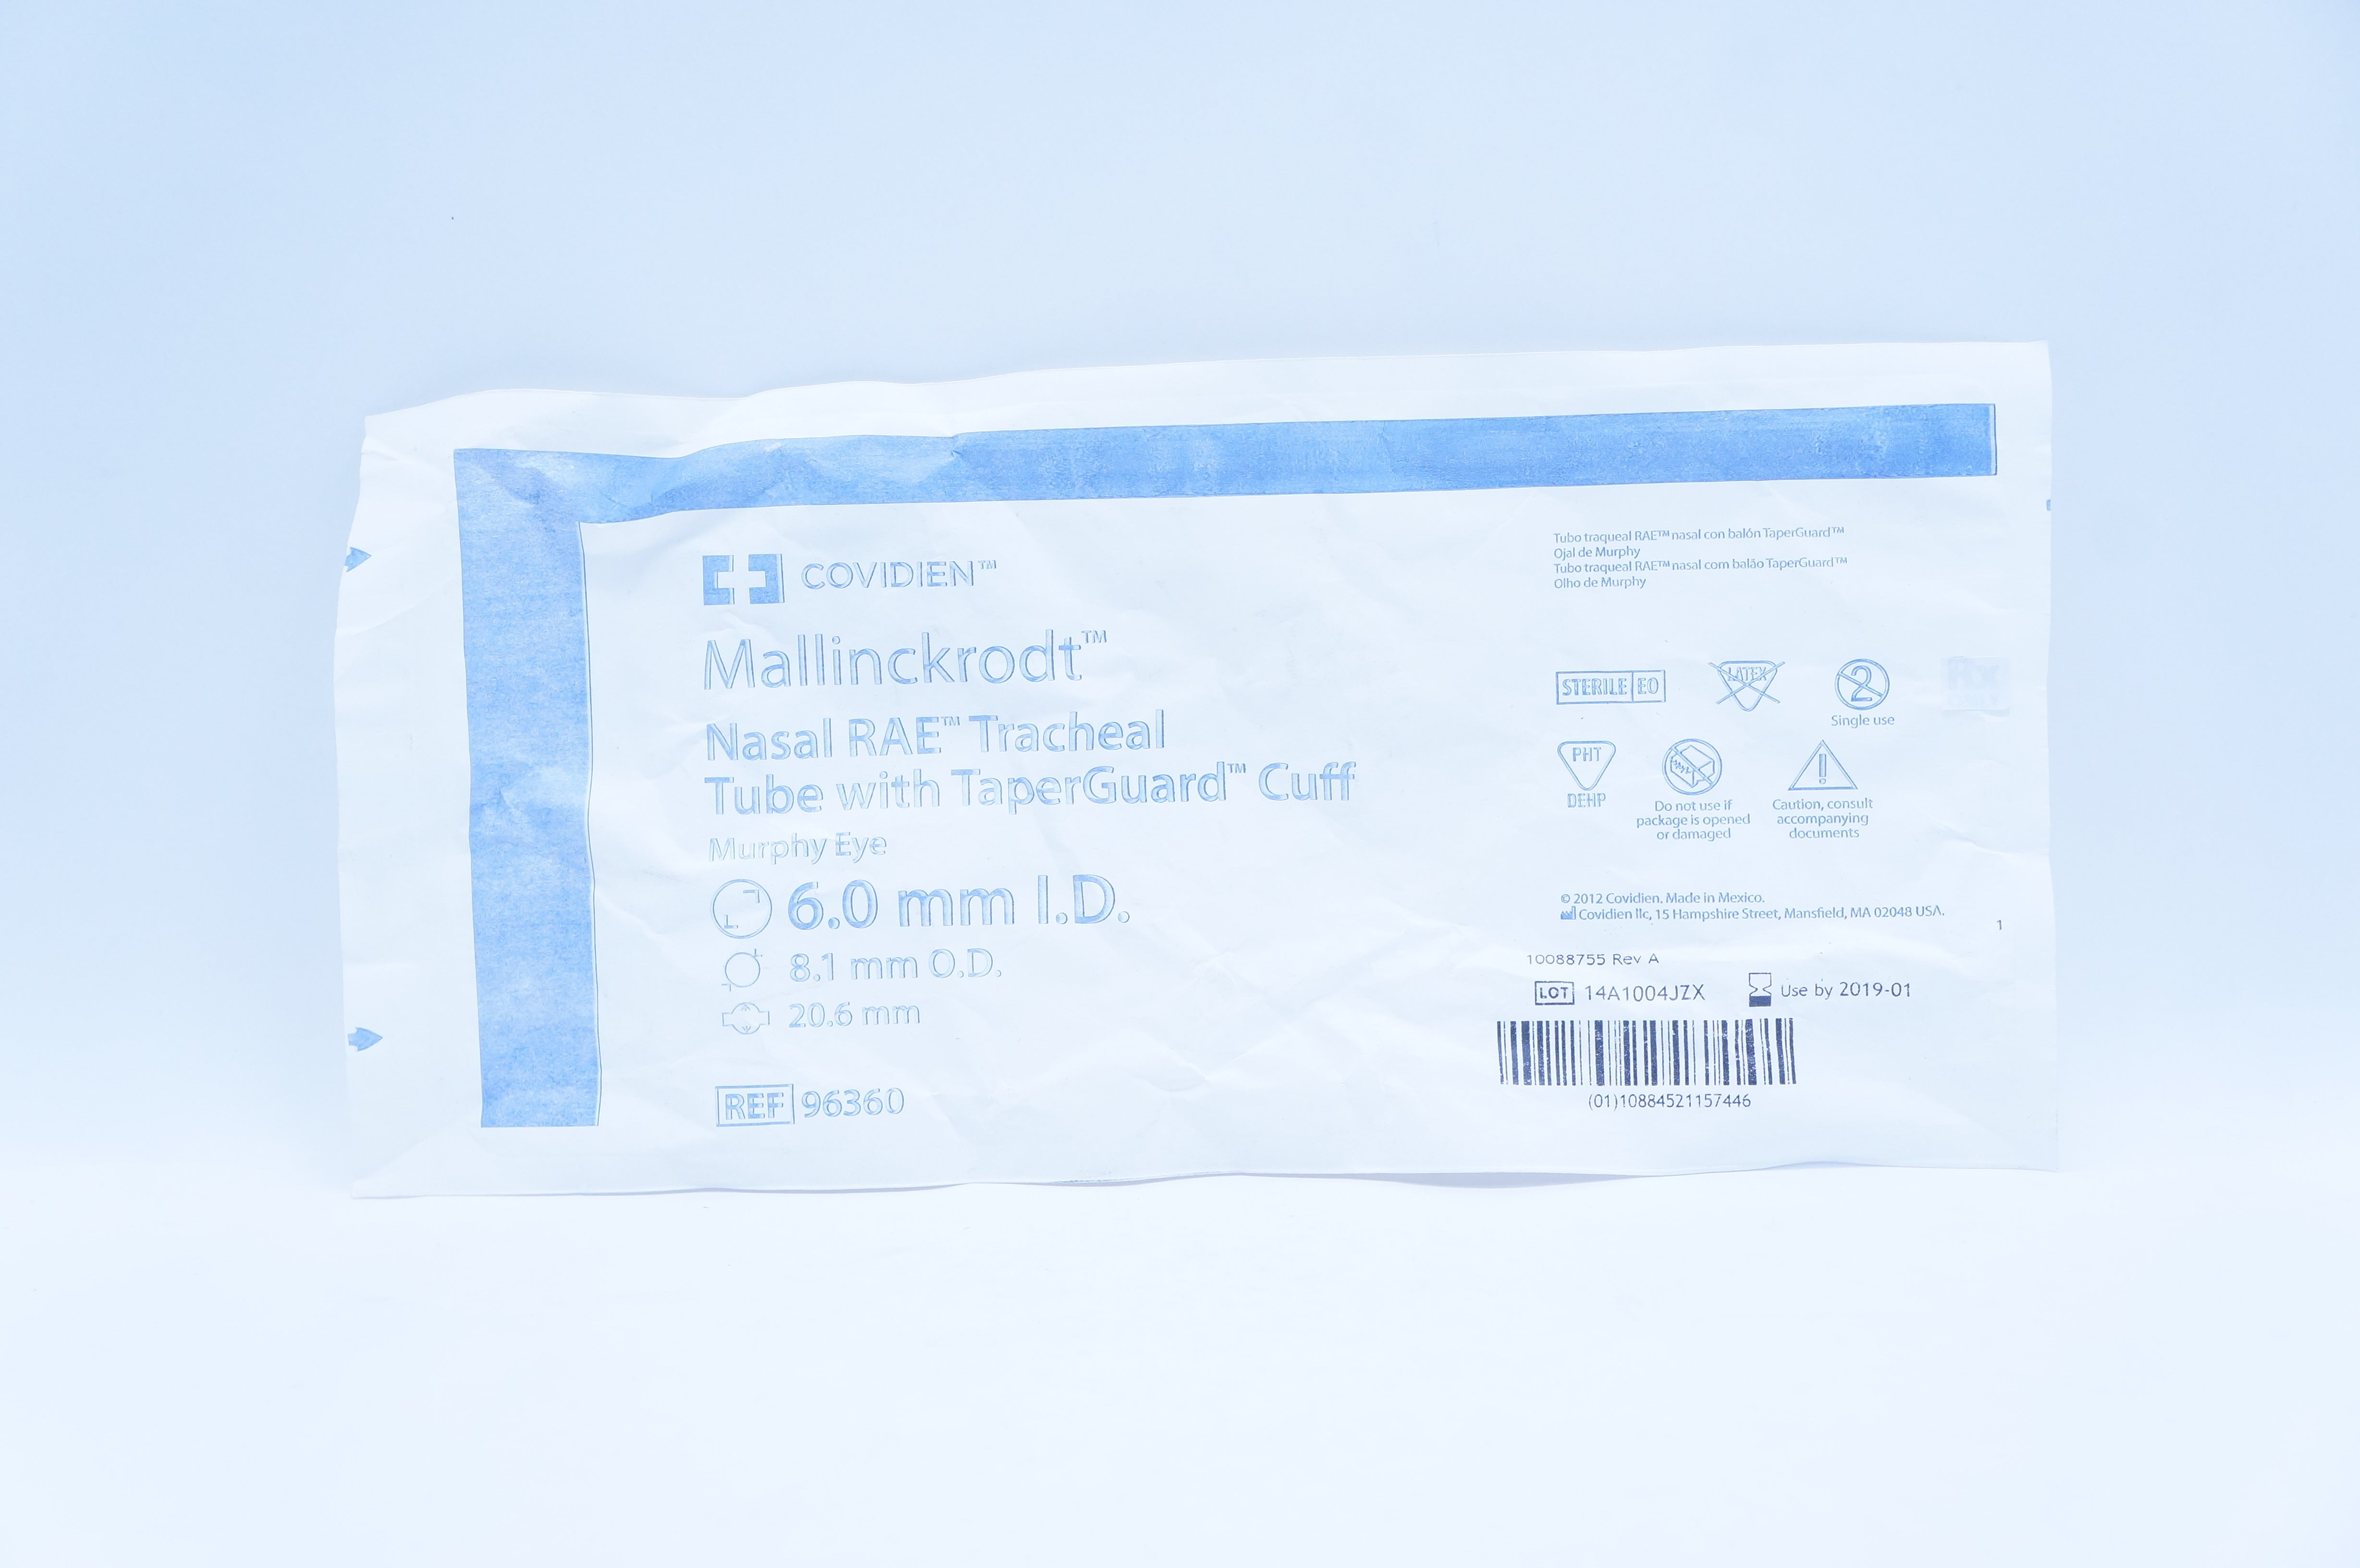 COVIDIEN™
Mallinckrodt™
Nasal RAE™ Tracheal
Tube with TaperGuard™ Cuff
Murphy Eye
6.0 mm I.D.
8.1 mm O.D.
20.6 mm
REF 96360
Tubo traqueal RAE™ nasal con balón TaperGuard™
Ojal de Murphy
Tubo traqueal RAE™ nasal com balão TaperGuard™
Olho de Murphy
STERILE EO
LATEX
2
Single use
Rx
PHT
DEHP
Do not use if
package is opened
or damaged
!
Caution, consult
accompanying
documents
© 2012 Covidien. Made in Mexico.
Covidien llc, 15 Hampshire Street, Mansfield, MA 02048 USA.
1
10088755 Rev A
LOT 14A1004JZX
Use by 2019-01
(01)10884521157446